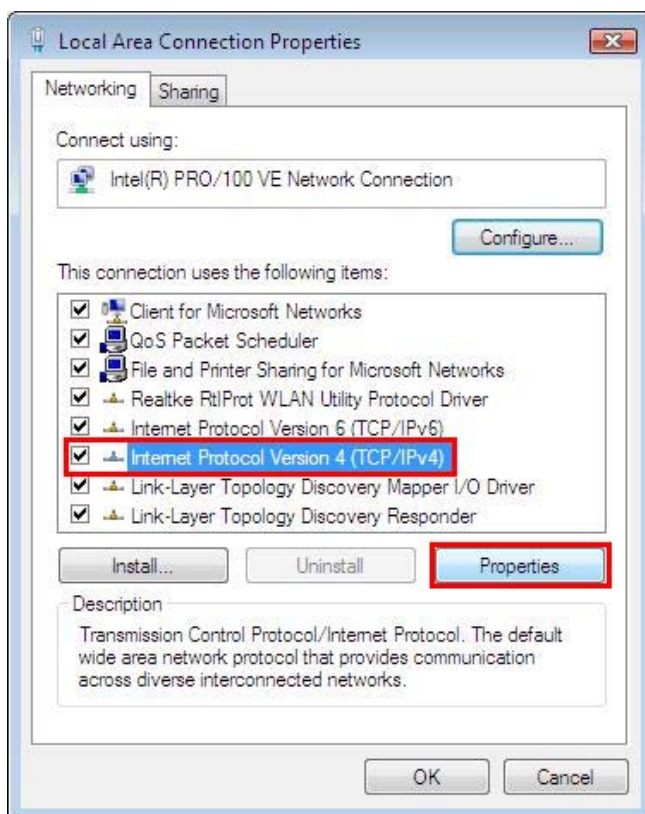 Local Area Connection Properties
Networking
Sharing
Connect using:
Intel(R) PRO/100 VE Network Connection
Configure...
This connection uses the following items:
Client for Microsoft Networks
QoS Packet Scheduler
File and Printer Sharing for Microsoft Networks
Realtke RtlProt WLAN Utility Protocol Driver
Internet Protocol Version 6 (TCP/IPv6)
Internet Protocol Version 4 (TCP/IPv4)
Link-Layer Topology Discovery Mapper I/O Driver
Link-Layer Topology Discovery Responder
Install...
Uninstall
Properties
Description
Transmission Control Protocol/Internet Protocol. The default
wide area network protocol that provides communication
across diverse interconnected networks.
OK
Cancel